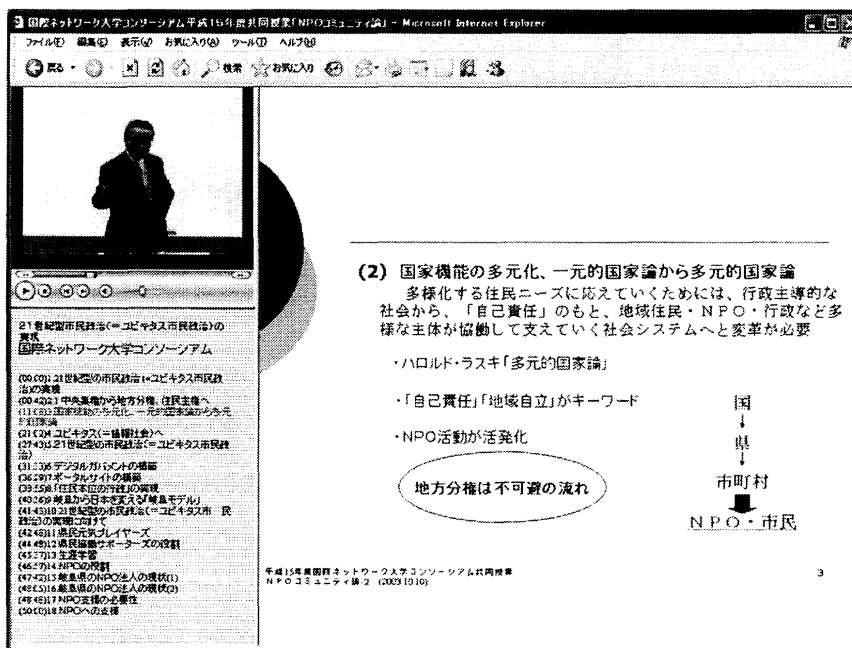 国際ネットワーク大学コンソーシアム平成15年度共同授業「NPOコミュニティ論」 - Microsoft Internet Explorer
ファイル(F) 編集(E) 表示(V) お気に入り(A) ツール(T) ヘルプ(H)
戻る 検索 お気に入り
21世紀型市民政治(=ユビキタス市民政治)の
実現
国際ネットワーク大学コンソーシアム
(00:00)1.21世紀型の市民政治(=ユビキタス市民政
治)の実現
(00:42)2.1 中央集権から地方分権、住民主権へ
国家機能の多元化、一元的国家論から多元
的国家論
(21:02)4 ユビキタス(=情報社会)へ
(27:43)5.21世紀型の市民政治(=ユビキタス市民政
治)
6 デジタルガバメントの構築
(36:29)7 ポータルサイトの構築
8「住民本位の行政」の実現
9 岐阜から日本を変える「岐阜モデル」
(41:43)10.21世紀型の市民政治(=ユビキタス市 民
政治)の実現に向けて
(42:48)11 県民元気プレイヤーズ
(44:48)12 県民協働サポーターズの役割
13 生涯学習
14 NPOの役割
(47:42)15 岐阜県のNPO法人の現状(1)
16 岐阜県のNPO法人の現状(2)
17 NPO支援の必要性
18 NPOへの支援
(2) 国家機能の多元化、一元的国家論から多元的国家論
多様化する住民ニーズに応えていくためには、行政主導的な
社会から、「自己責任」のもと、地域住民・NPO・行政など多
様な主体が協働して支えていく社会システムへと変革が必要
・ハロルド・ラスキ「多元的国家論」
・「自己責任」「地域自立」がキーワード
・NPO活動が活発化
地方分権は不可避の流れ
国
↓
県
↓
市町村
NPO・市民
平成15年度国際ネットワーク大学コンソーシアム共同授業
NPOコミュニティ論-2 (2003.10.10)
3